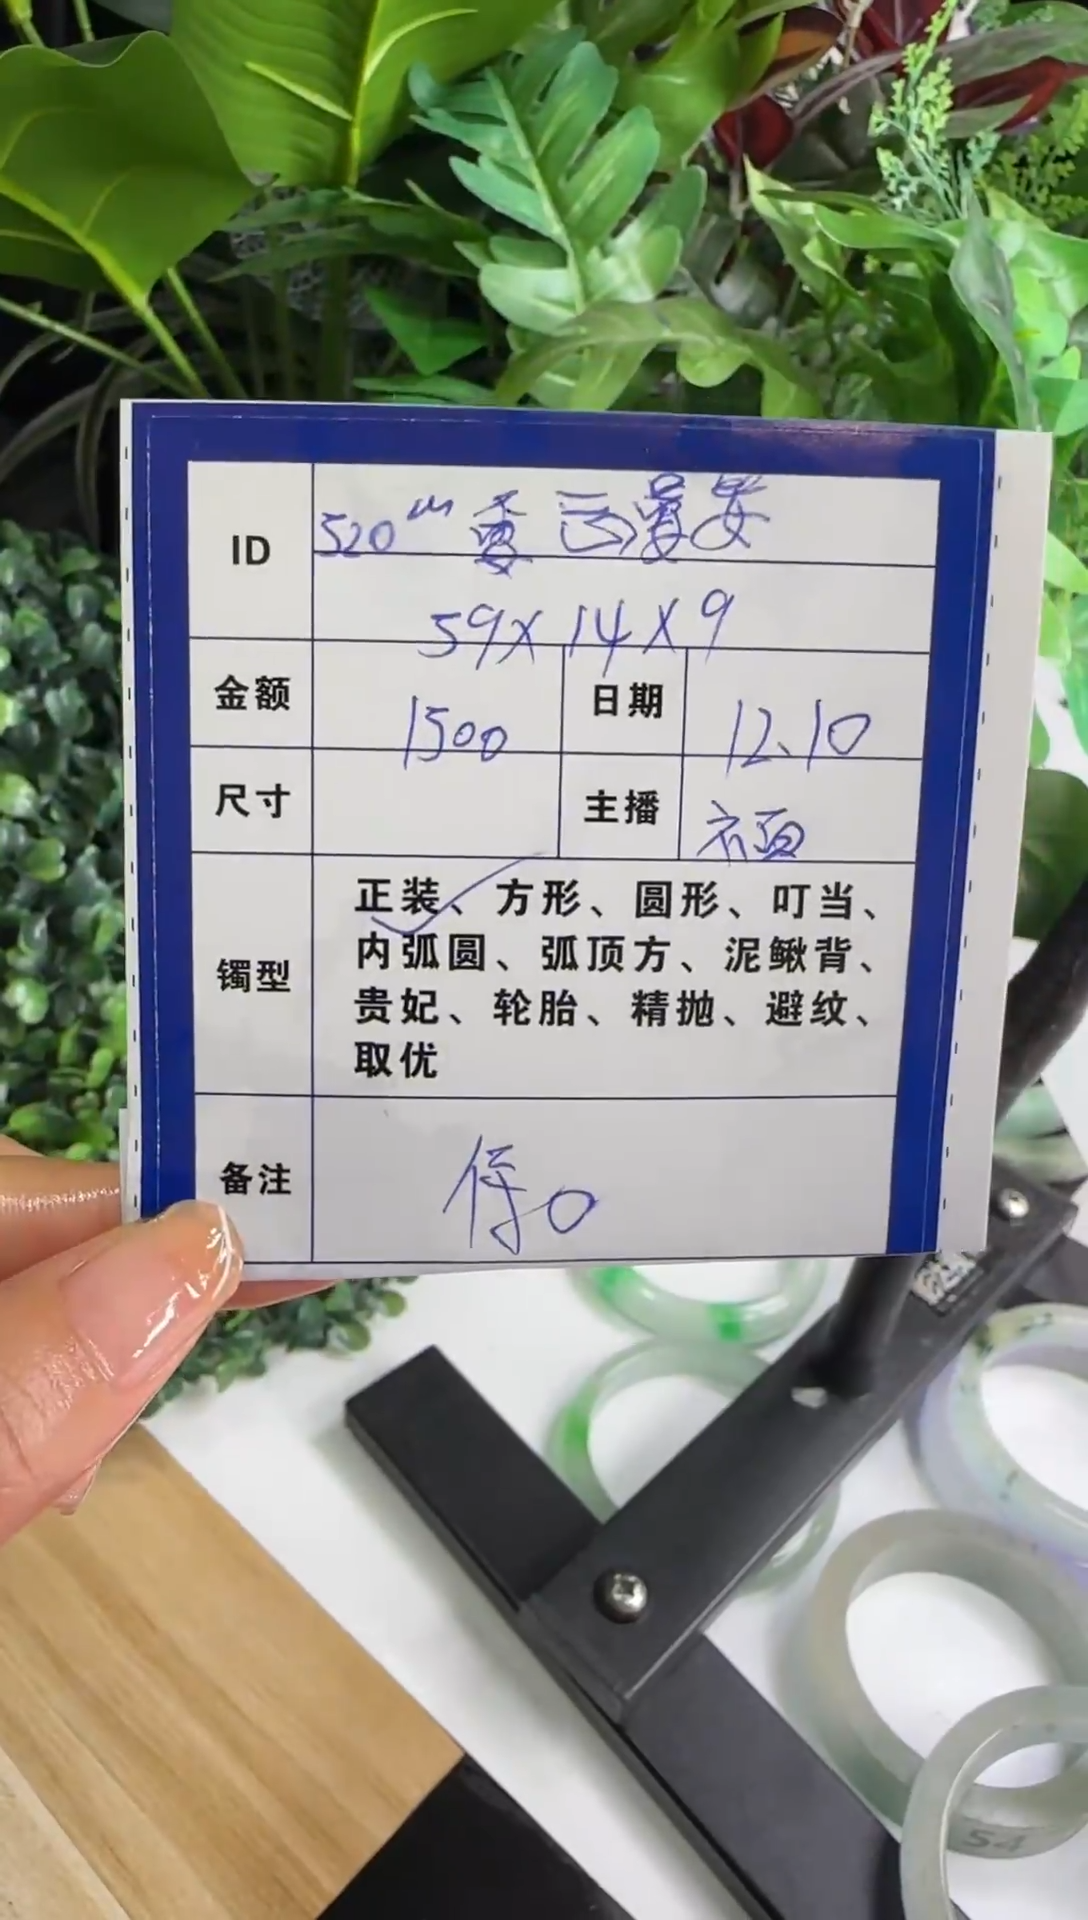 ID
520
59X14X9
金额 1500 日期 12.10
尺寸 主播
镯型
正装、方形、圆形、叮当、
内弧圆、弧顶方、泥鳅背、
贵妃、轮胎、精抛、避纹、
取优
备注
54